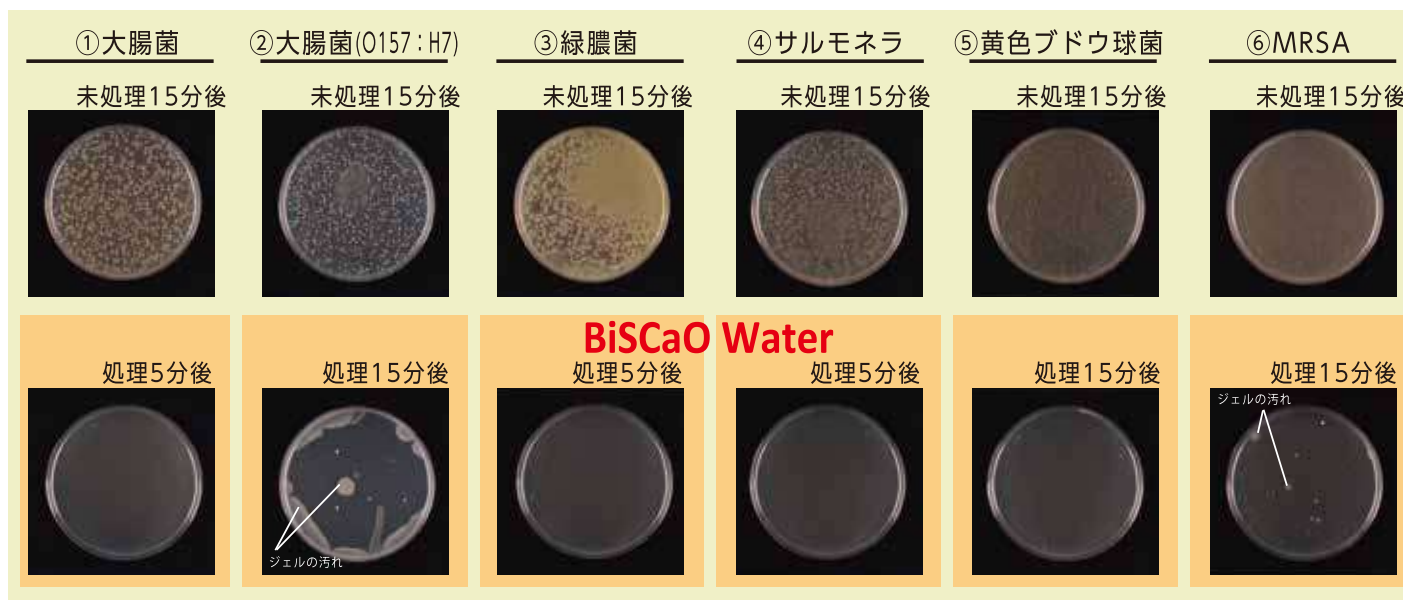 ①大腸菌
②大腸菌(O157：H7)
③緑膿菌
④サルモネラ
⑤黄色ブドウ球菌
⑥MRSA
未処理15分後
未処理15分後
未処理15分後
未処理15分後
未処理15分後
未処理15分後
BiSCaO Water
処理5分後
処理15分後
処理5分後
処理5分後
処理15分後
処理15分後
ジェルの汚れ
ジェルの汚れ